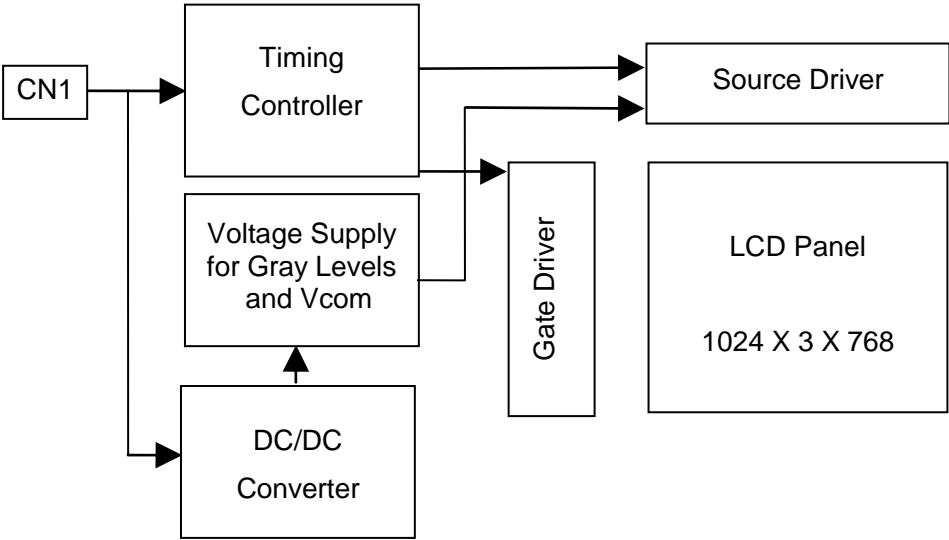 CN1
Timing
Controller
Source Driver
Voltage Supply
for Gray Levels
and Vcom
Gate Driver
LCD Panel
1024 X 3 X 768
DC/DC
Converter